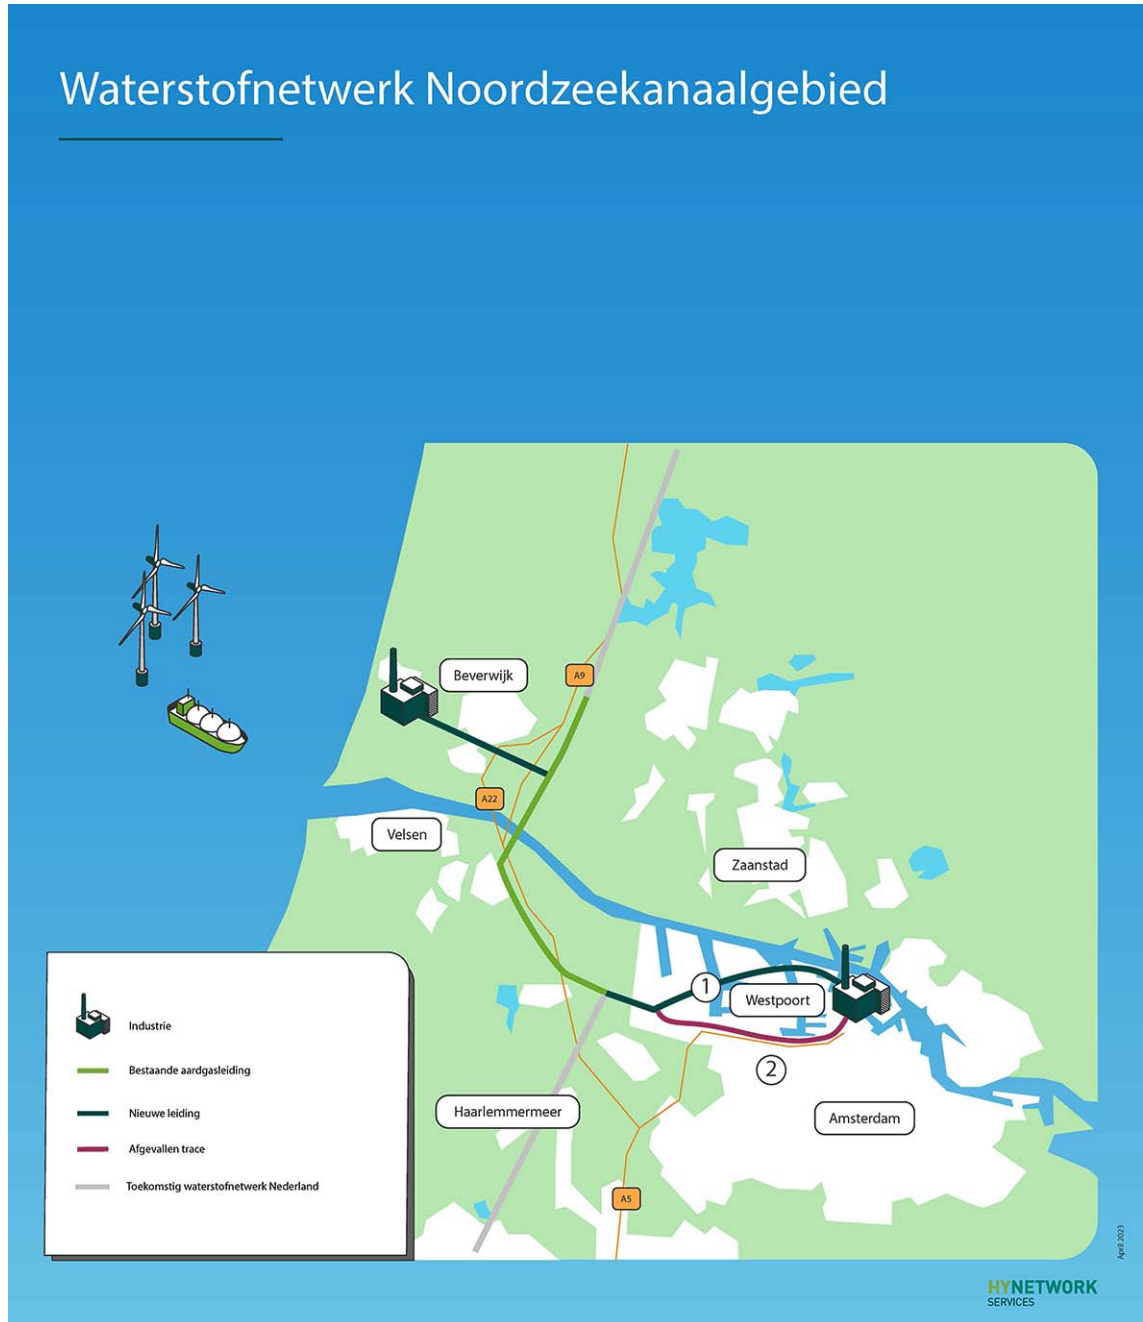 Waterstofnetwerk Noordzeekanaalgebied
A9
Beverwijk
A22
Velsen
Zaanstad
1
Westpoort
2
Haarlemmermeer
Amsterdam
A5
Industrie
Bestaande aardgasleiding
Nieuwe leiding
Afgevallen trace
Toekomstig waterstofnetwerk Nederland
April 2023
HYNETWORK
SERVICES